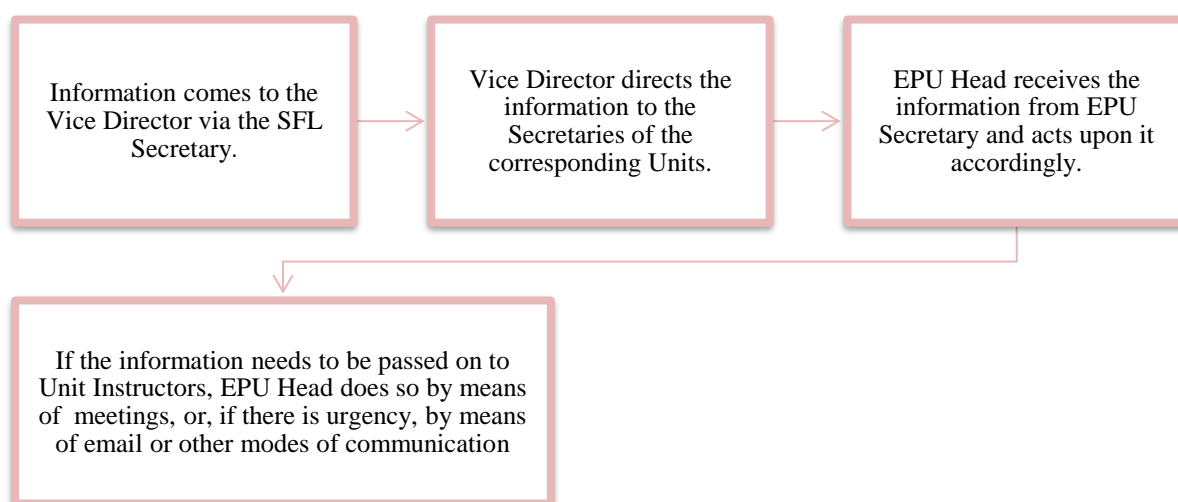 Information comes to the
Vice Director via the SFL
Secretary.
Vice Director directs the
information to the
Secretaries of the
corresponding Units.
EPU Head receives the
information from EPU
Secretary and acts upon it
accordingly.
If the information needs to be passed on to
Unit Instructors, EPU Head does so by means
of  meetings, or, if there is urgency, by means
of email or other modes of communication